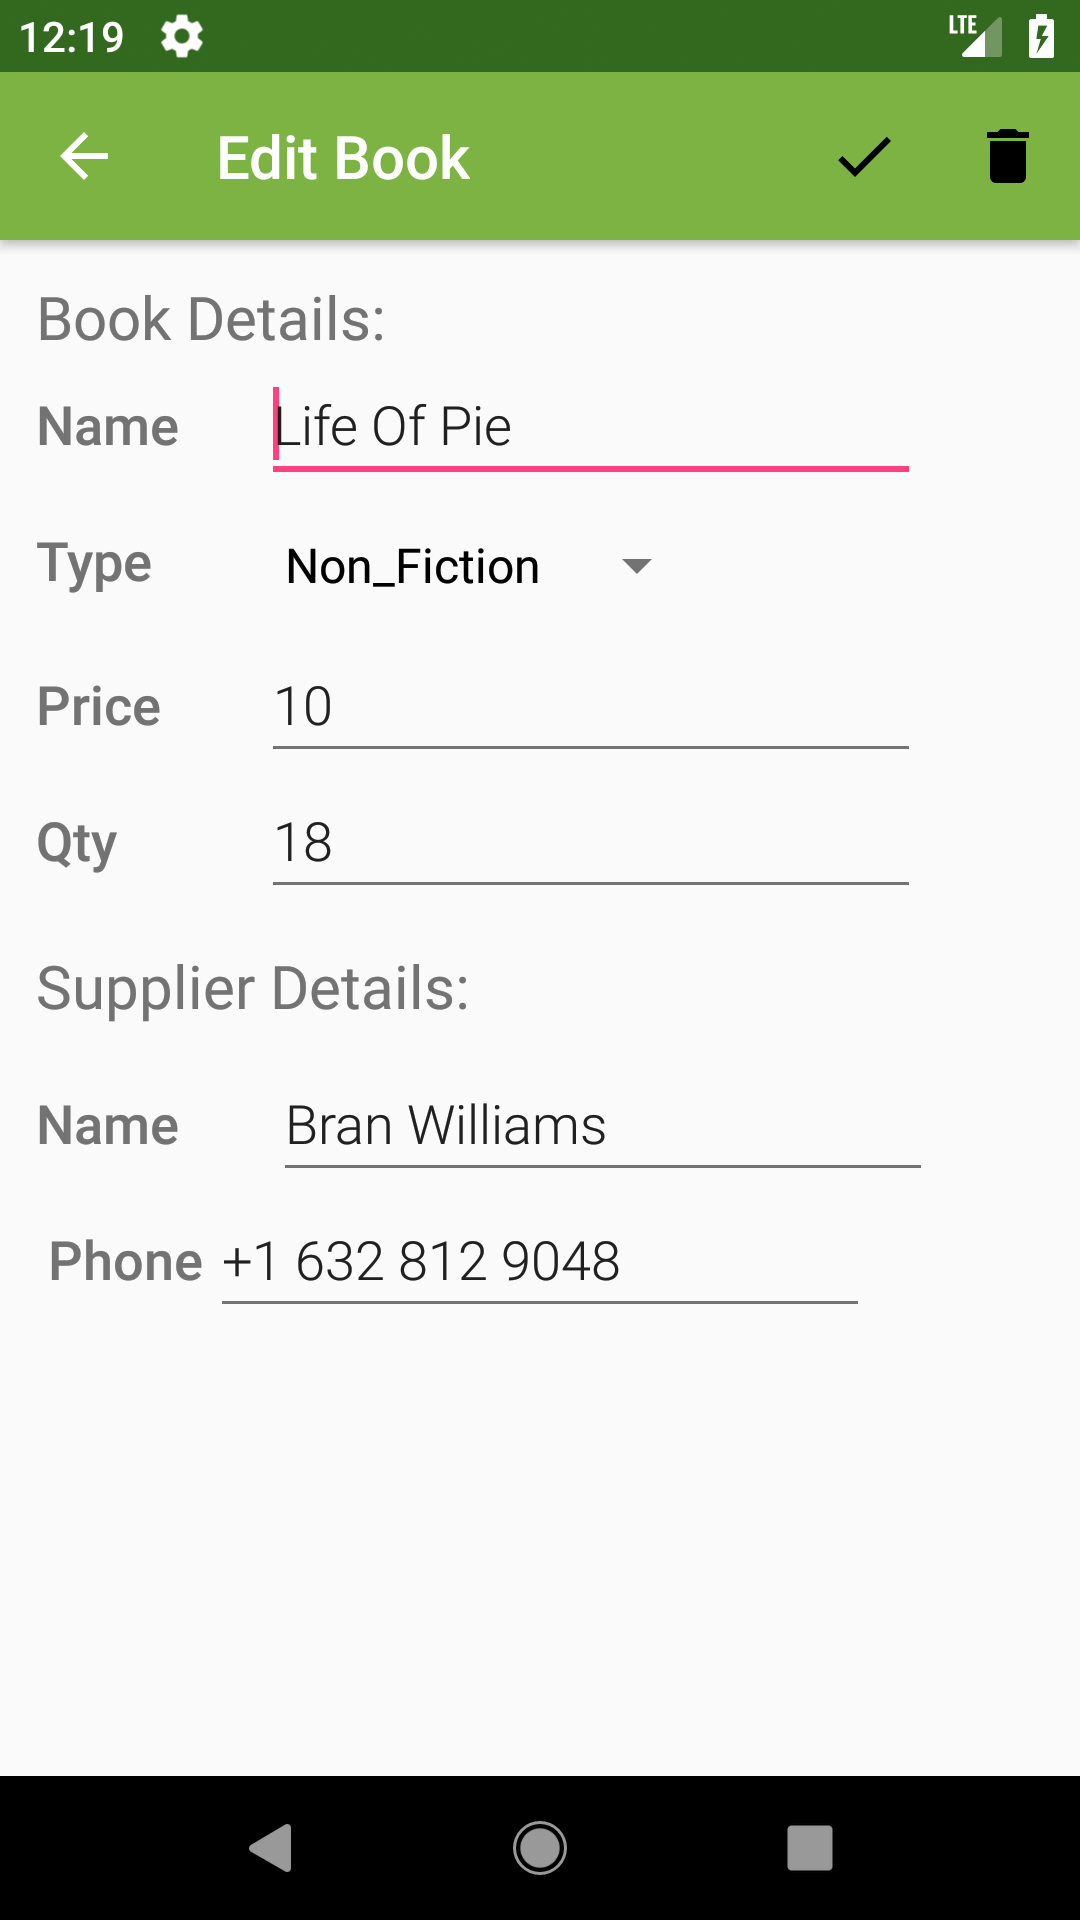 12:19 LTE
Edit Book
Book Details:
Name Life Of Pie
Type Non_Fiction
Price 10
Qty 18
Supplier Details:
Name Bran Williams
Phone +1 632 812 9048